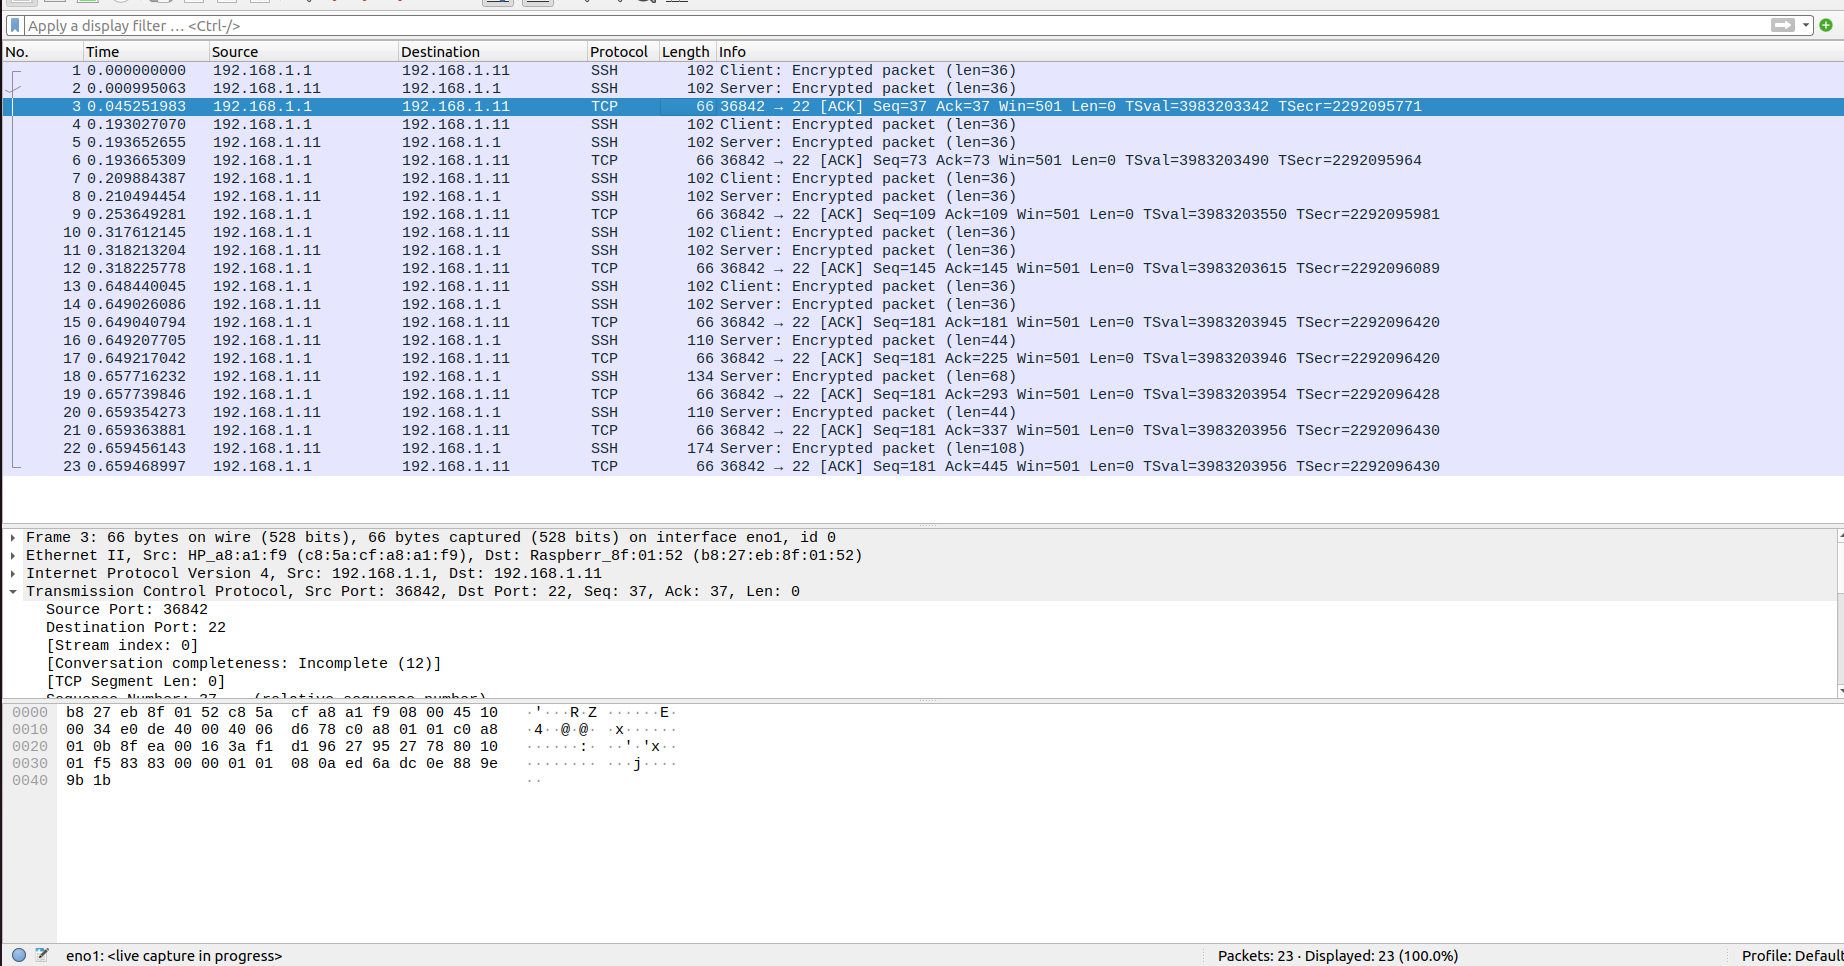 Apply a display filter … <Ctrl-/>
No. Time Source Destination Protocol Length Info
1 0.000000000 192.168.1.1 192.168.1.11 SSH 102 Client: Encrypted packet (len=36)
2 0.000995063 192.168.1.11 192.168.1.1 SSH 102 Server: Encrypted packet (len=36)
3 0.045251983 192.168.1.1 192.168.1.11 TCP 66 36842 → 22 [ACK] Seq=37 Ack=37 Win=501 Len=0 TSval=3983203342 TSecr=2292095771
4 0.193027070 192.168.1.1 192.168.1.11 SSH 102 Client: Encrypted packet (len=36)
5 0.193652655 192.168.1.11 192.168.1.1 SSH 102 Server: Encrypted packet (len=36)
6 0.193665309 192.168.1.1 192.168.1.11 TCP 66 36842 → 22 [ACK] Seq=73 Ack=73 Win=501 Len=0 TSval=3983203490 TSecr=2292095964
7 0.209884387 192.168.1.1 192.168.1.11 SSH 102 Client: Encrypted packet (len=36)
8 0.210494454 192.168.1.11 192.168.1.1 SSH 102 Server: Encrypted packet (len=36)
9 0.253649281 192.168.1.1 192.168.1.11 TCP 66 36842 → 22 [ACK] Seq=109 Ack=109 Win=501 Len=0 TSval=3983203550 TSecr=2292095981
10 0.317612145 192.168.1.1 192.168.1.11 SSH 102 Client: Encrypted packet (len=36)
11 0.318213204 192.168.1.11 192.168.1.1 SSH 102 Server: Encrypted packet (len=36)
12 0.318225778 192.168.1.1 192.168.1.11 TCP 66 36842 → 22 [ACK] Seq=145 Ack=145 Win=501 Len=0 TSval=3983203615 TSecr=2292096089
13 0.648440045 192.168.1.1 192.168.1.11 SSH 102 Client: Encrypted packet (len=36)
14 0.649026086 192.168.1.11 192.168.1.1 SSH 102 Server: Encrypted packet (len=36)
15 0.649040794 192.168.1.1 192.168.1.11 TCP 66 36842 → 22 [ACK] Seq=181 Ack=181 Win=501 Len=0 TSval=3983203945 TSecr=2292096420
16 0.649207705 192.168.1.11 192.168.1.1 SSH 110 Server: Encrypted packet (len=44)
17 0.649217042 192.168.1.1 192.168.1.11 TCP 66 36842 → 22 [ACK] Seq=181 Ack=225 Win=501 Len=0 TSval=3983203946 TSecr=2292096420
18 0.657716232 192.168.1.11 192.168.1.1 SSH 134 Server: Encrypted packet (len=68)
19 0.657739846 192.168.1.1 192.168.1.11 TCP 66 36842 → 22 [ACK] Seq=181 Ack=293 Win=501 Len=0 TSval=3983203954 TSecr=2292096428
20 0.659354273 192.168.1.11 192.168.1.1 SSH 110 Server: Encrypted packet (len=44)
21 0.659363881 192.168.1.1 192.168.1.11 TCP 66 36842 → 22 [ACK] Seq=181 Ack=337 Win=501 Len=0 TSval=3983203956 TSecr=2292096430
22 0.659456143 192.168.1.11 192.168.1.1 SSH 174 Server: Encrypted packet (len=108)
23 0.659468997 192.168.1.1 192.168.1.11 TCP 66 36842 → 22 [ACK] Seq=181 Ack=445 Win=501 Len=0 TSval=3983203956 TSecr=2292096430
Frame 3: 66 bytes on wire (528 bits), 66 bytes captured (528 bits) on interface eno1, id 0
Ethernet II, Src: HP_a8:a1:f9 (c8:5a:cf:a8:a1:f9), Dst: Raspberr_8f:01:52 (b8:27:eb:8f:01:52)
Internet Protocol Version 4, Src: 192.168.1.1, Dst: 192.168.1.11
Transmission Control Protocol, Src Port: 36842, Dst Port: 22, Seq: 37, Ack: 37, Len: 0
Source Port: 36842
Destination Port: 22
[Stream index: 0]
[Conversation completeness: Incomplete (12)]
[TCP Segment Len: 0]
Sequence Number: 37 (relative sequence number)
0000 b8 27 eb 8f 01 52 c8 5a cf a8 a1 f9 08 00 45 10 ·'···R·Z ······E·
0010 00 34 e0 de 40 00 40 06 d6 78 c0 a8 01 01 c0 a8 ·4··@·@· ·x······
0020 01 0b 8f ea 00 16 3a f1 d1 96 27 95 27 78 80 10 ······:· ··'·'x··
0030 01 f5 83 83 00 00 01 01 08 0a ed 6a dc 0e 88 9e ········ ···j····
0040 9b 1b ··
eno1: <live capture in progress> Packets: 23 · Displayed: 23 (100.0%) Profile: Default